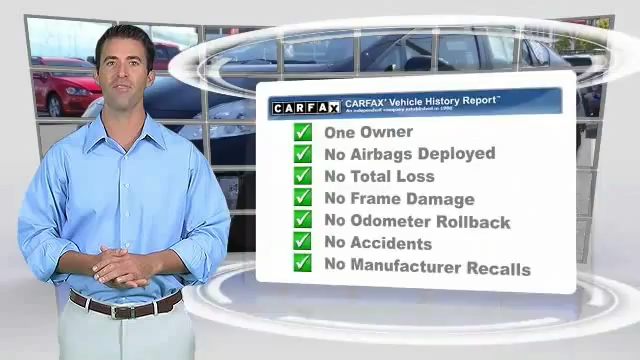 CARFAX CARFAX® Vehicle History Report™
An independent company established in 1986
One Owner
No Airbags Deployed
No Total Loss
No Frame Damage
No Odometer Rollback
No Accidents
No Manufacturer Recalls